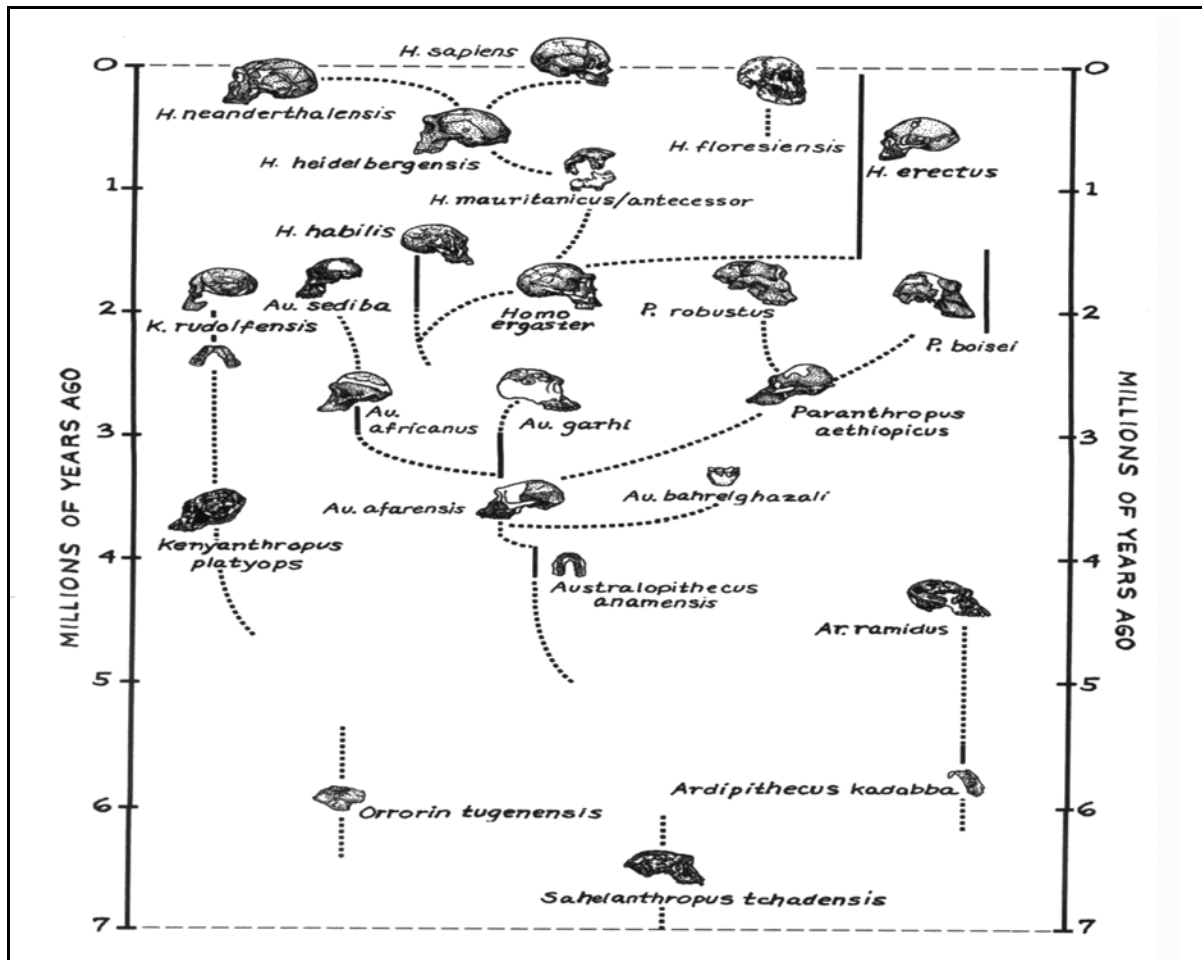 H. sapiens
0
0
H. neanderthalensis
H. heidelbergensis
H. floresiensis
H. erectus
1
1
H. mauritanicus/antecessor
H. habilis
K. rudolfensis
Au. sediba
Homo
ergaster
P. robustus
P. boisei
2
2
Au.
africanus
Au. garhi
Paranthropus
aethiopicus
3
3
MILLIONS OF YEARS AGO
MILLIONS OF YEARS AGO
Au. afarensis
Au. bahrelghazali
Kenyanthropus
platyops
4
4
Australopithecus
anamensis
Ar. ramidus
5
5
Ardipithecus kadabba
Orrorin tugenensis
6
6
Sahelanthropus tchadensis
7
7